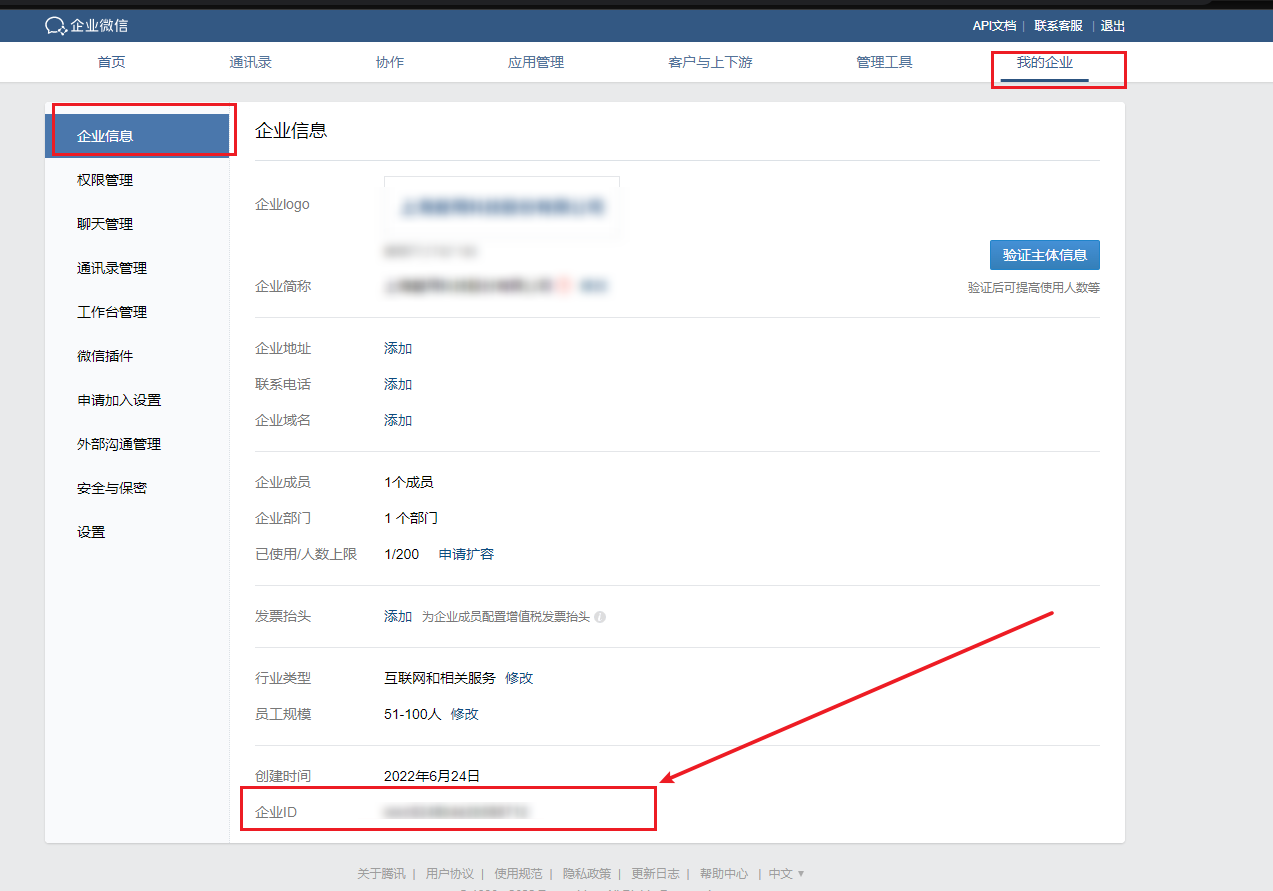 企业微信
API文档 | 联系客服 | 退出
首页 通讯录 协作 应用管理 客户与上下游 管理工具 我的企业
企业信息
权限管理
聊天管理
通讯录管理
工作台管理
微信插件
申请加入设置
外部沟通管理
安全与保密
设置
企业信息
企业logo
验证主体信息
企业简称
验证后可提高使用人数等
企业地址 添加
联系电话 添加
企业域名 添加
企业成员 1个成员
企业部门 1 个部门
已使用/人数上限 1/200 申请扩容
发票抬头 添加 为企业成员配置增值税发票抬头
行业类型 互联网和相关服务 修改
员工规模 51-100人 修改
创建时间 2022年6月24日
企业ID
关于腾讯 | 用户协议 | 使用规范 | 隐私政策 | 更新日志 | 帮助中心 | 中文 ▼